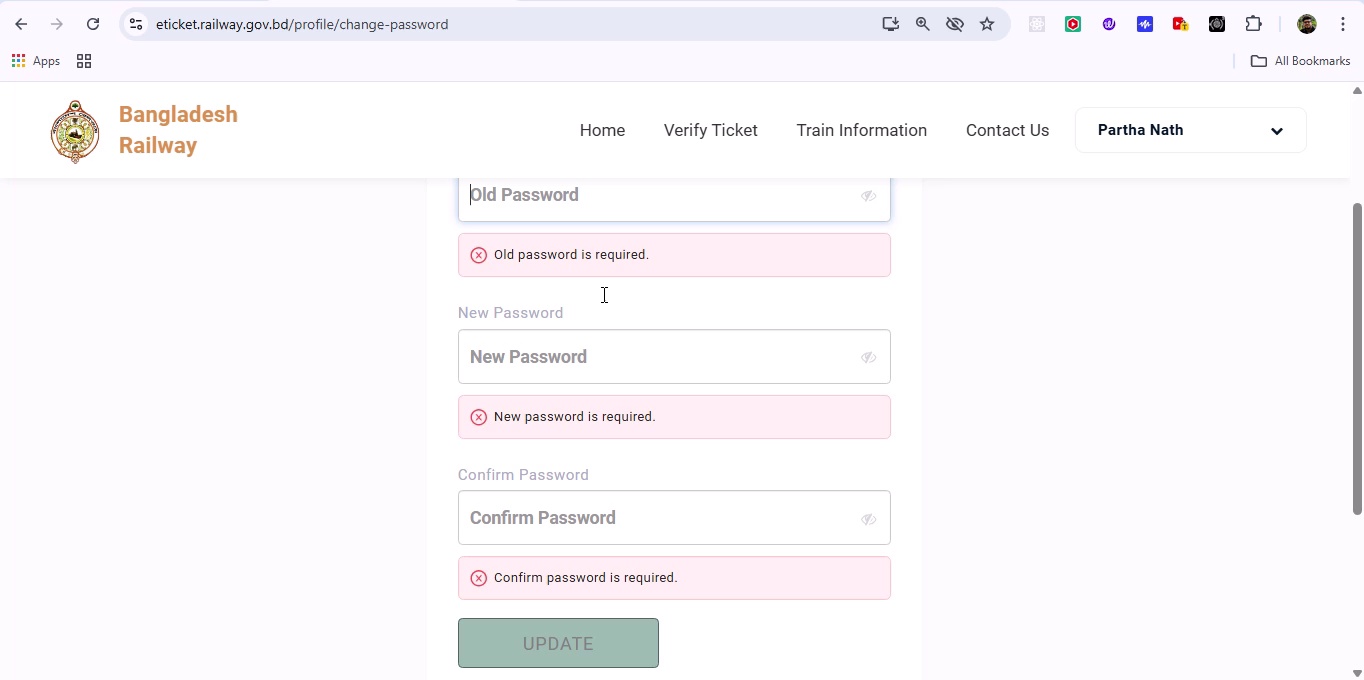 eticket.railway.gov.bd/profile/change-password
Apps
All Bookmarks
Bangladesh
Railway
Home
Verify Ticket
Train Information
Contact Us
Partha Nath
Old Password
Old password is required.
New Password
New Password
New password is required.
Confirm Password
Confirm Password
Confirm password is required.
UPDATE